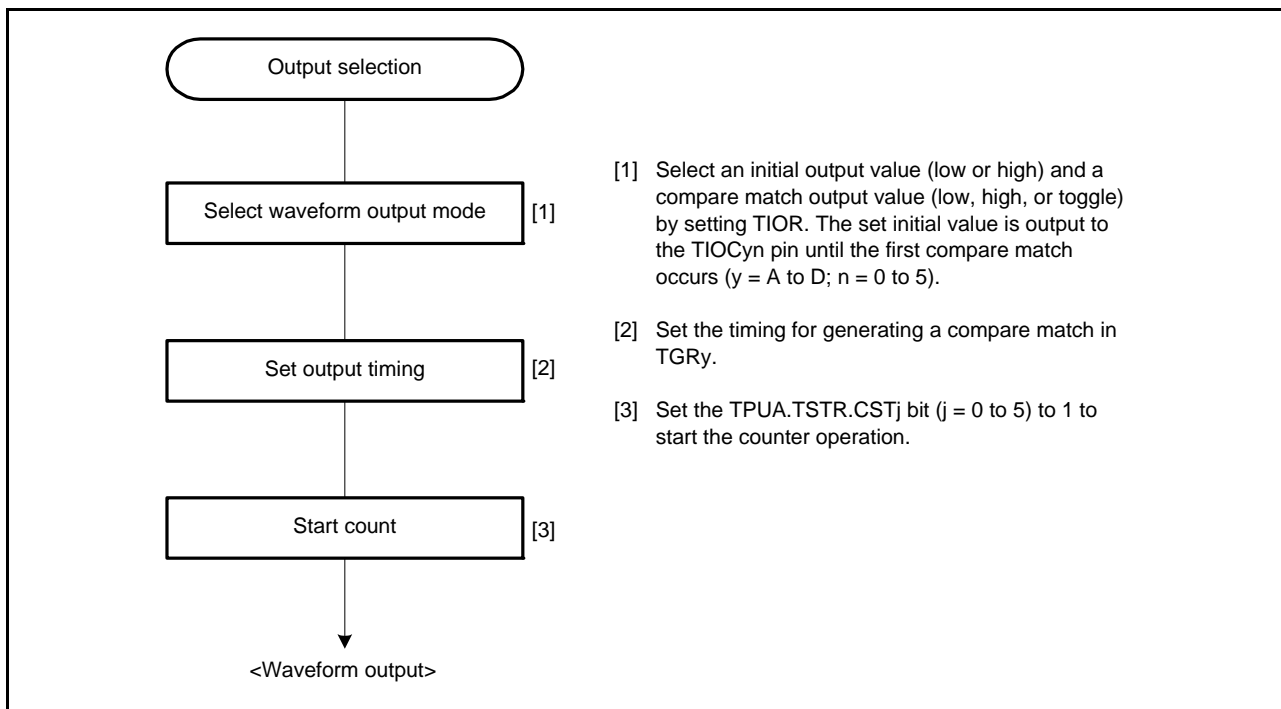 Output selection
Select waveform output mode [1]
Set output timing [2]
Start count [3]
<Waveform output>
[1] Select an initial output value (low or high) and a
compare match output value (low, high, or toggle)
by setting TIOR. The set initial value is output to
the TIOCyn pin until the first compare match
occurs (y = A to D; n = 0 to 5).
[2] Set the timing for generating a compare match in
TGRy.
[3] Set the TPUA.TSTR.CSTj bit (j = 0 to 5) to 1 to
start the counter operation.